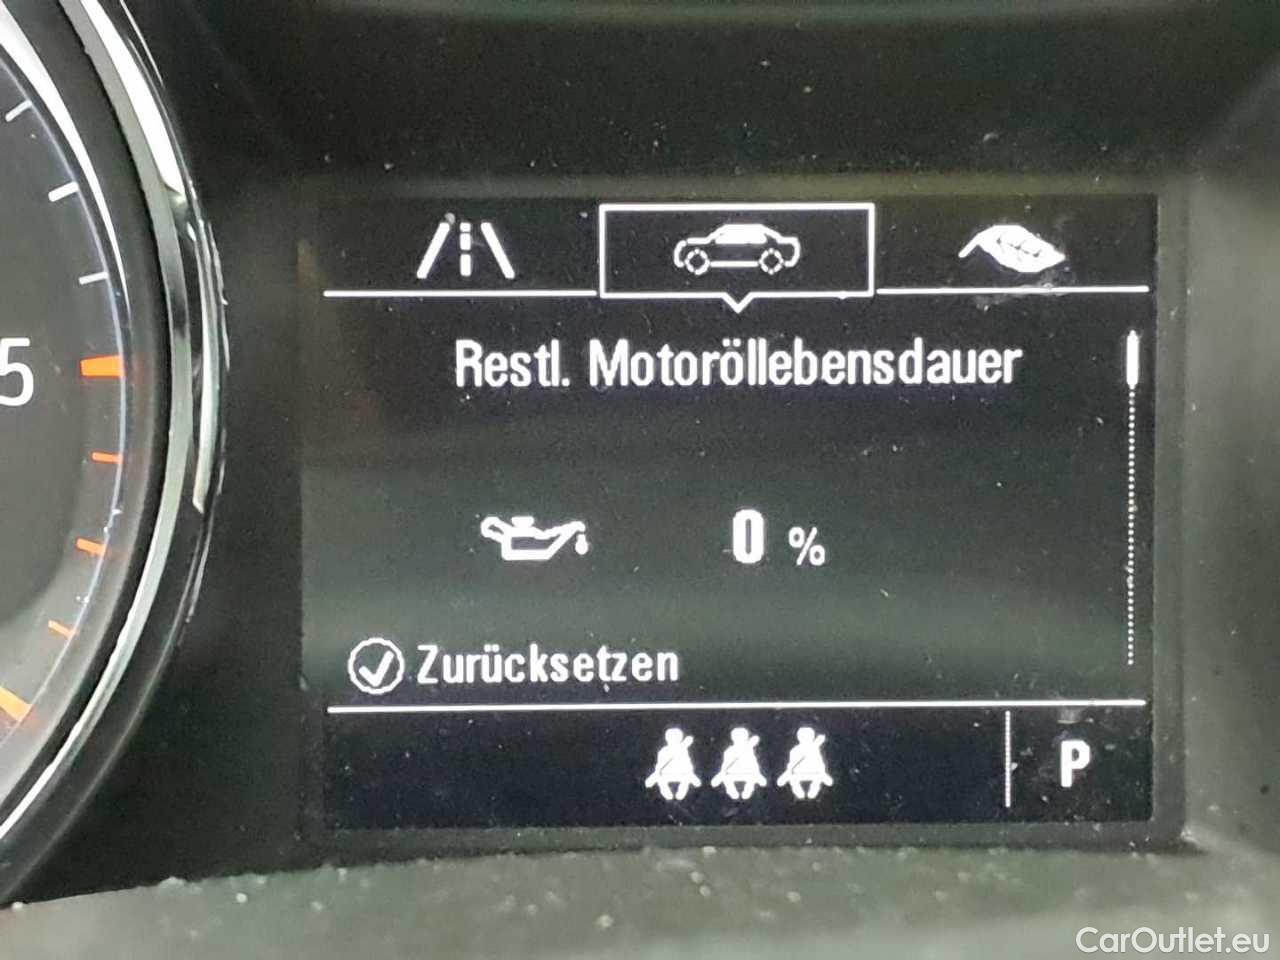 5
Restl. Motoröllebensdauer
0 %
Zurücksetzen
P
CarOutlet.eu